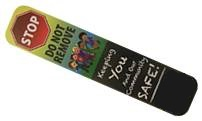 STOP
DO NOT
REMOVE
Keeping
You
And Our
Community
SAFE!